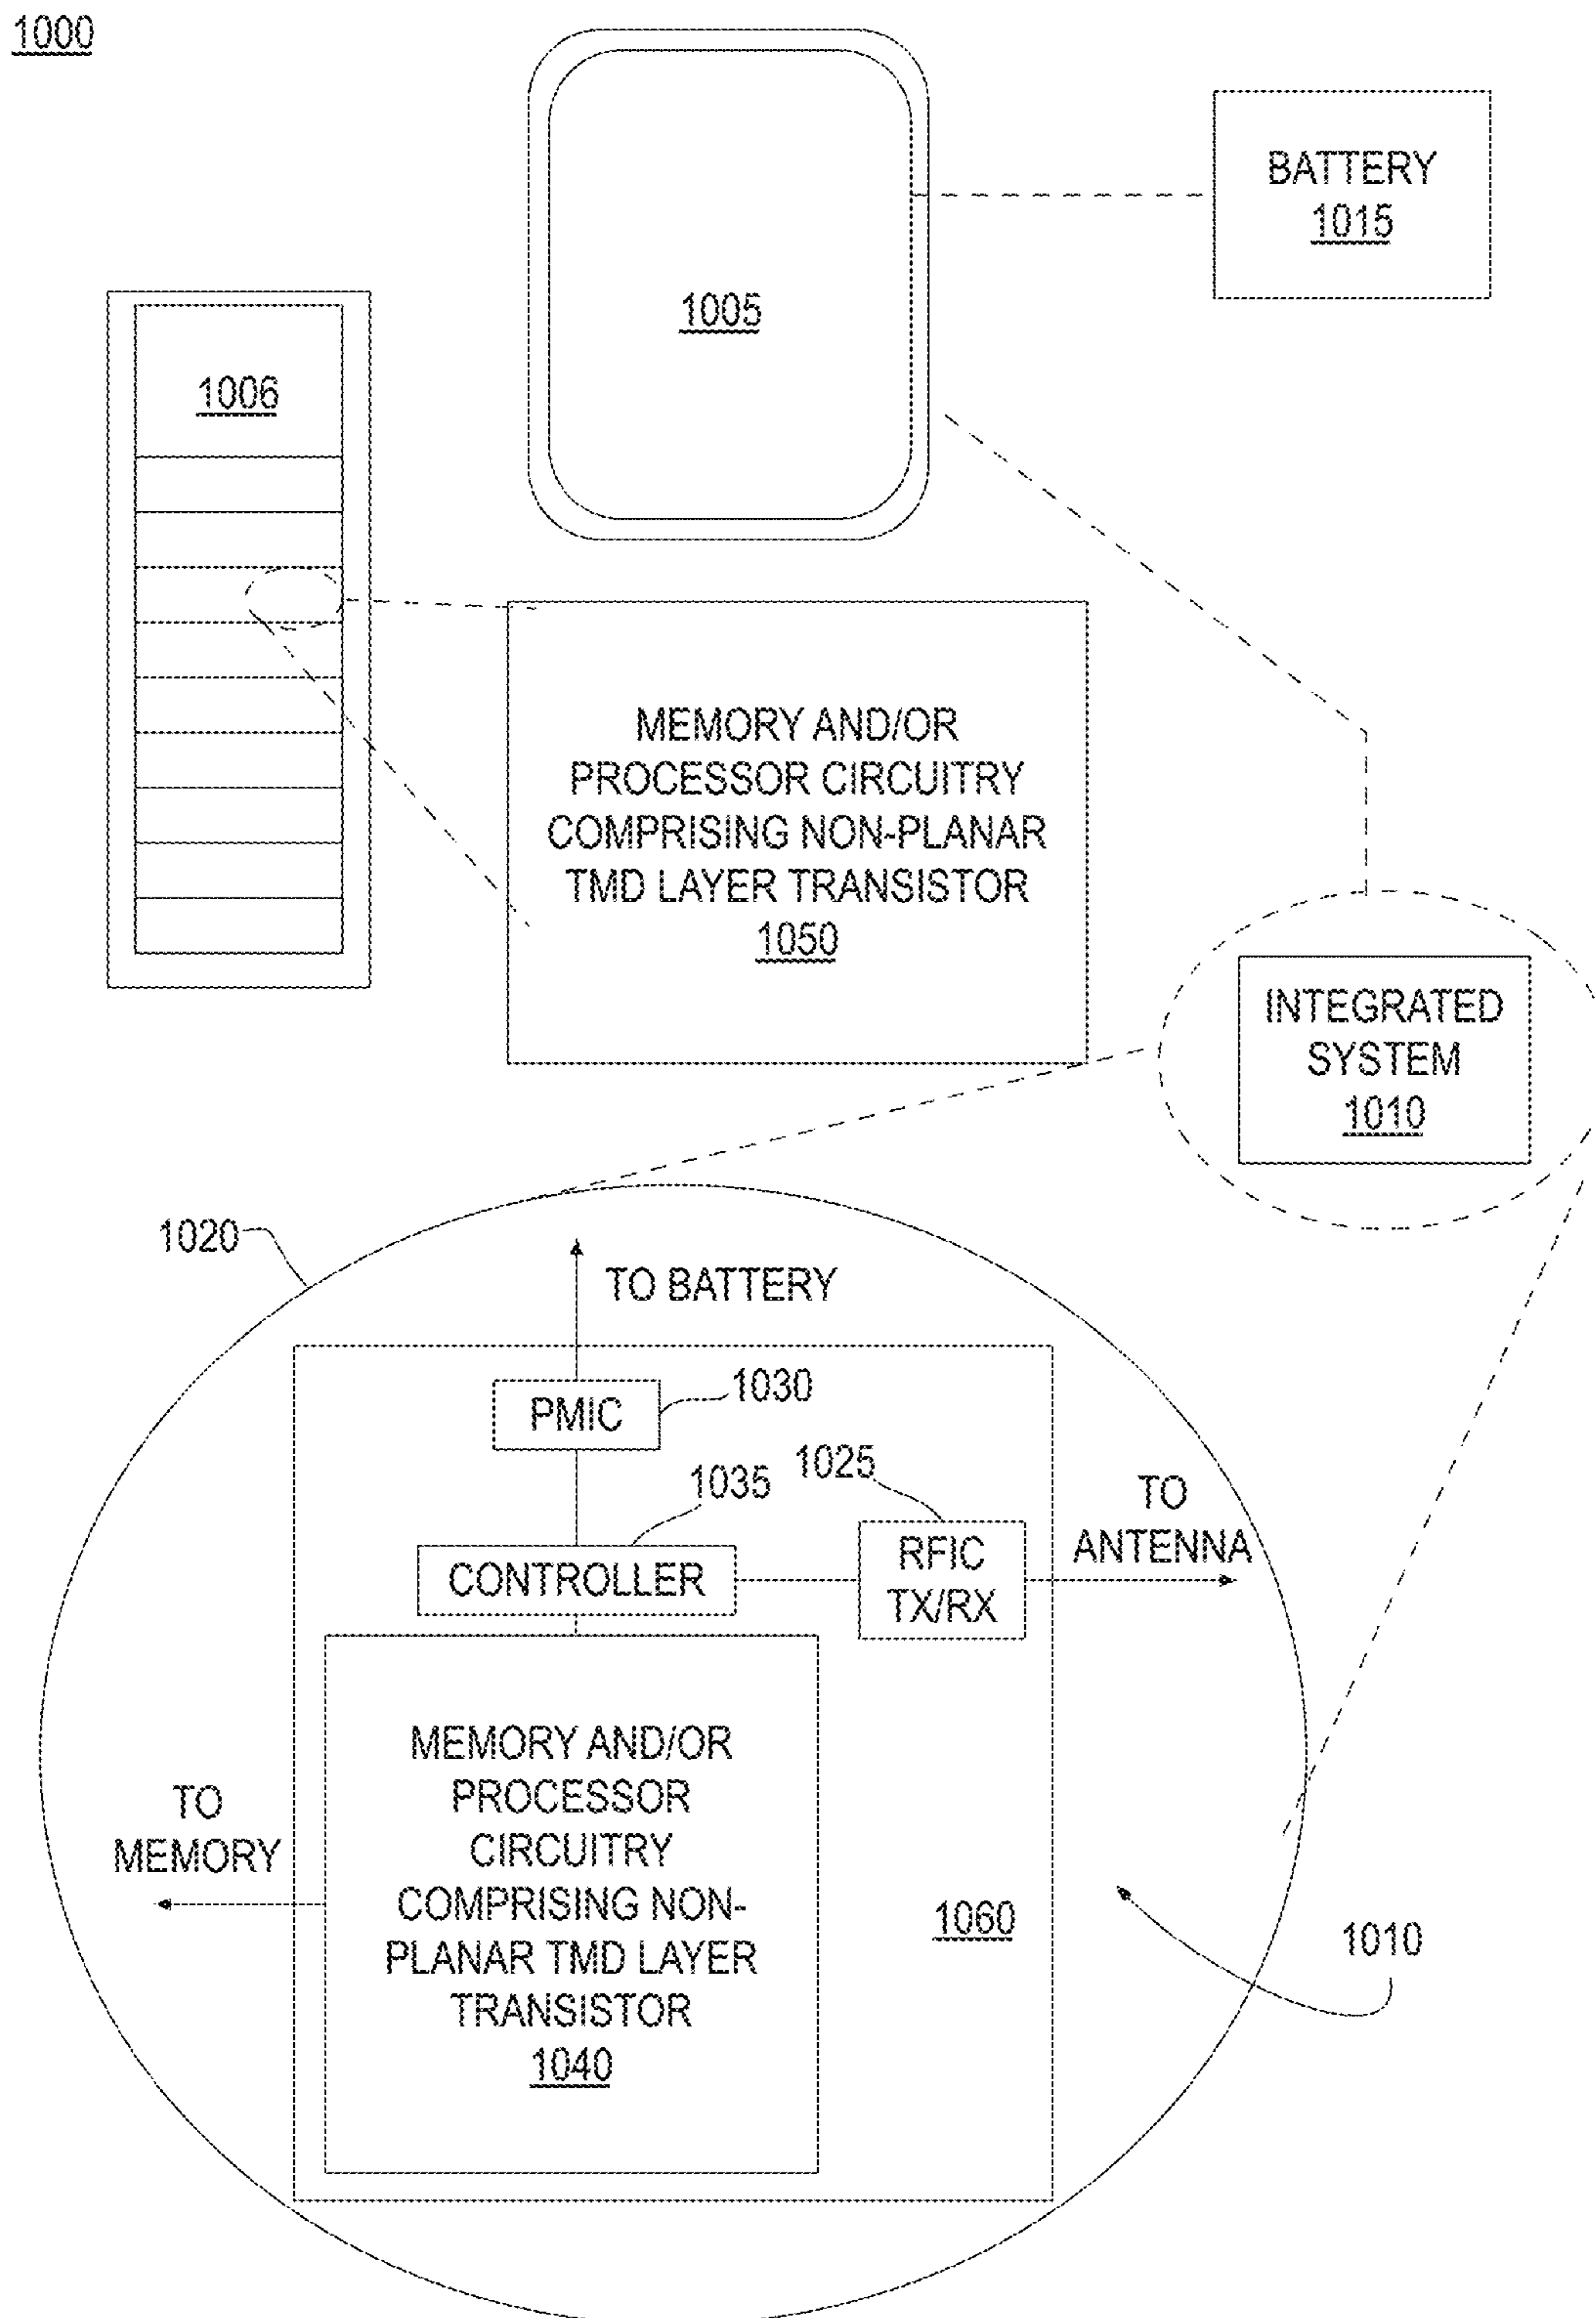 1000
BATTERY
1015
1005
1006
MEMORY AND/OR
PROCESSOR CIRCUITRY
COMPRISING NON-PLANAR
TMD LAYER TRANSISTOR
1050
INTEGRATED
SYSTEM
1010
1020
TO BATTERY
PMIC
1030
1035
1025
CONTROLLER
RFIC
TX/RX
TO
ANTENNA
MEMORY AND/OR
PROCESSOR
CIRCUITRY
COMPRISING NON-
PLANAR TMD LAYER
TRANSISTOR
1040
TO
MEMORY
1060
1010